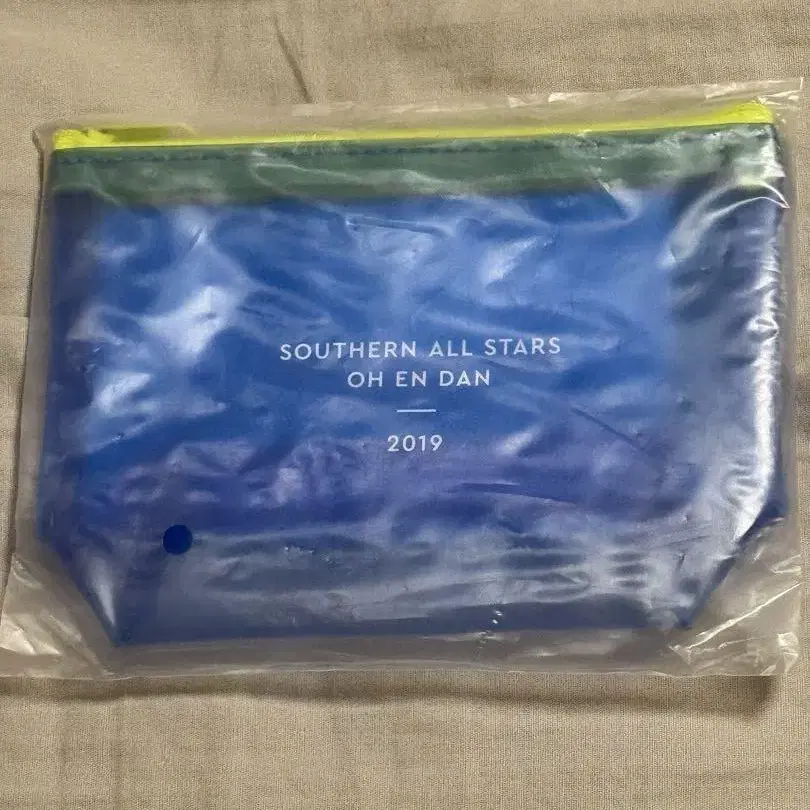 SOUTHERN ALL STARS
OH EN DAN
2019